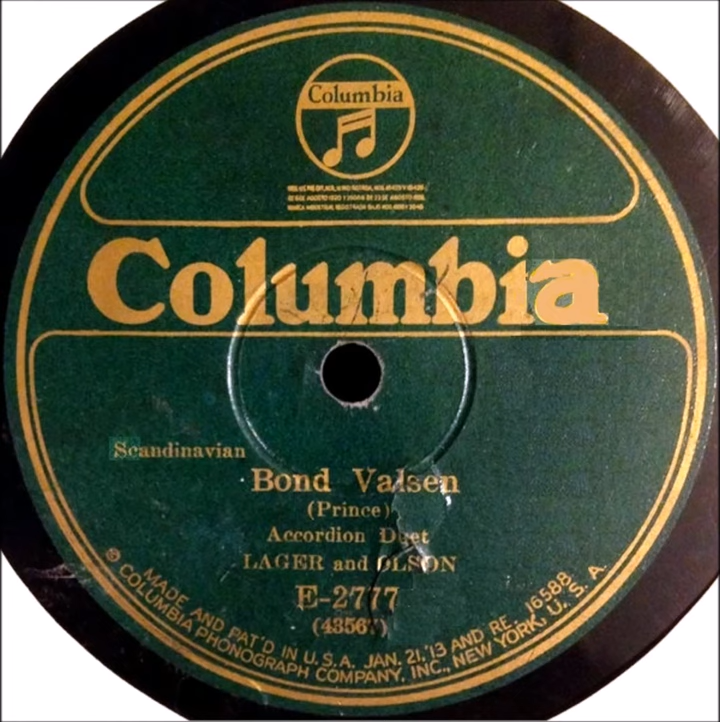 Columbia
Columbia
Scandinavian
Bond Valsen
(Prince)
Accordion Duet
LAGER and OLSON
E-2777
MADE AND PAT'D IN U.S.A. JAN. 21, '13 AND RE. 16588
COLUMBIA PHONOGRAPH COMPANY, INC., NEW YORK, U. S. A.